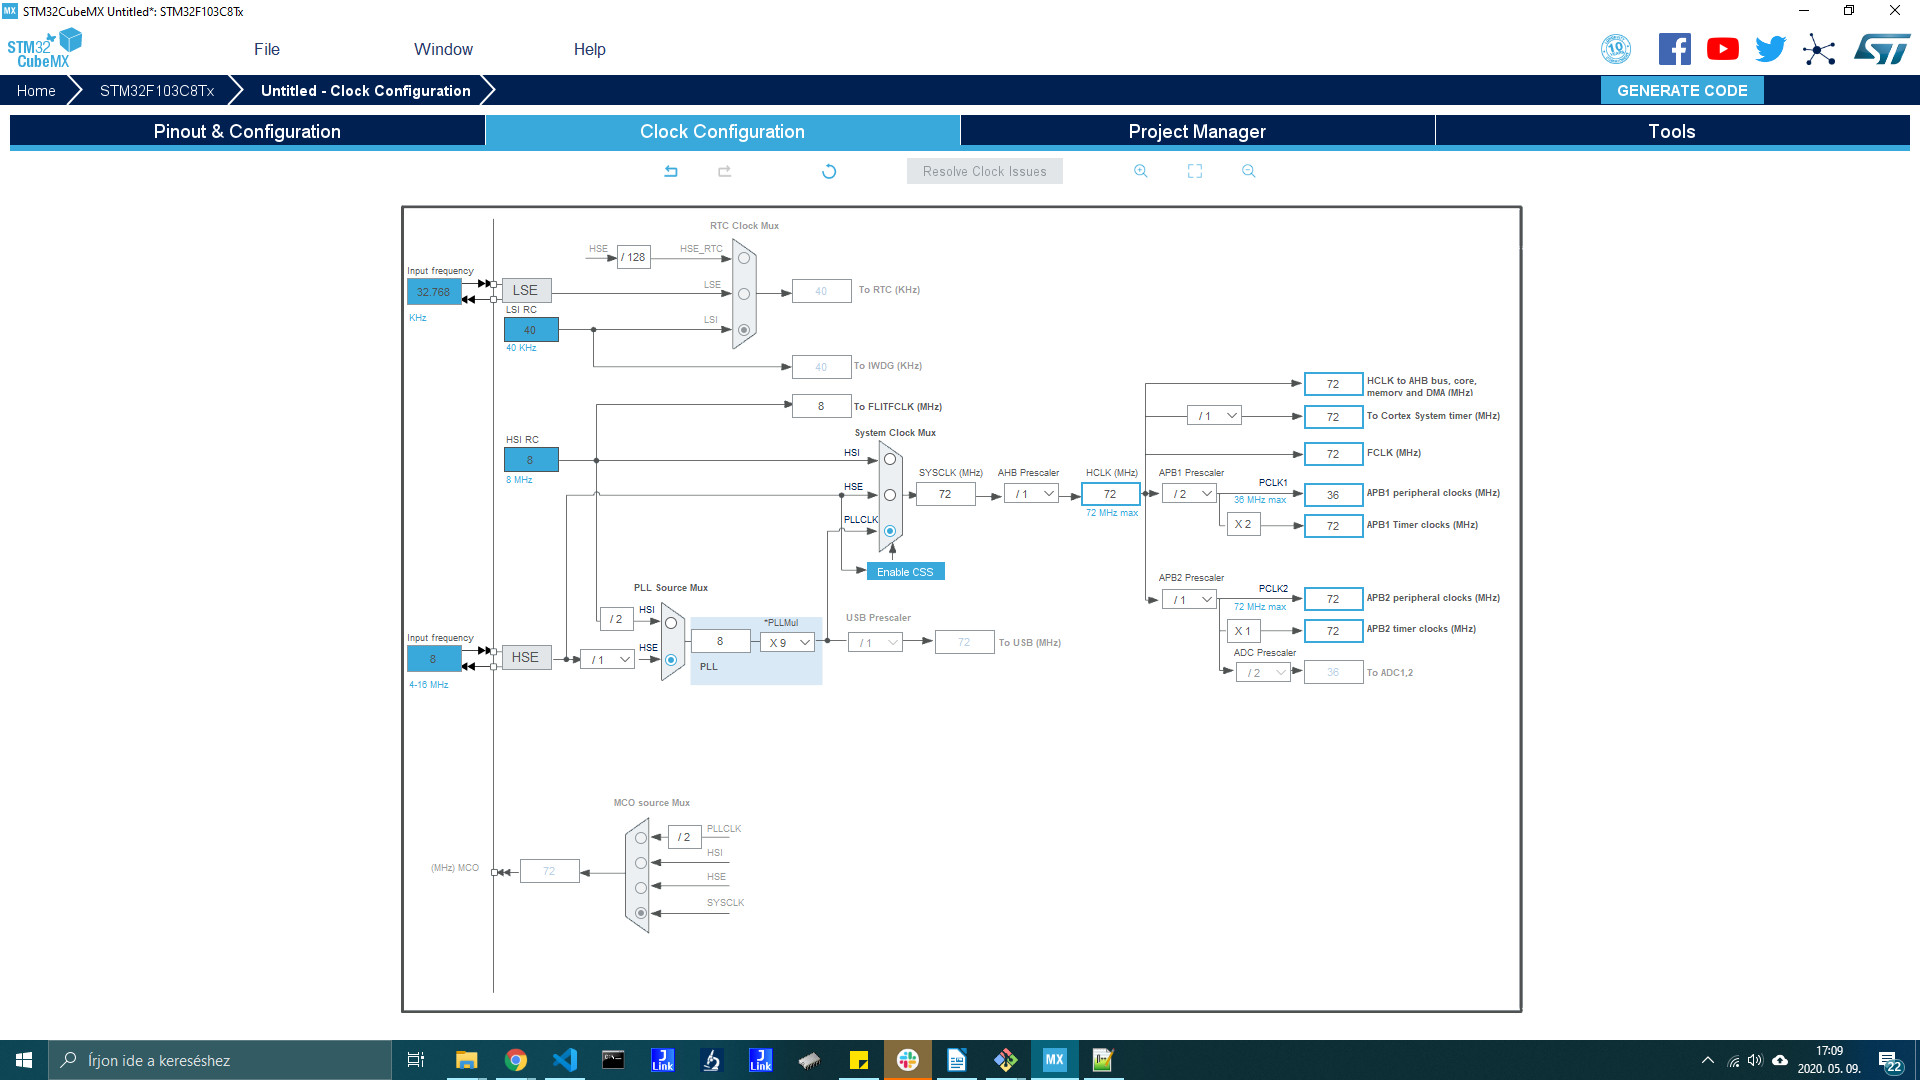 MX STM32CubeMX Untitled*: STM32F103C8Tx
STM32 CubeMX
File Window Help
10
ST
Home STM32F103C8Tx Untitled - Clock Configuration GENERATE CODE
Pinout & Configuration Clock Configuration Project Manager Tools
Resolve Clock Issues
RTC Clock Mux
HSE / 128 HSE_RTC
Input frequency
32.768 LSE LSE 40 To RTC (KHz)
KHz
LSI RC
40 LSI
40 KHz
40 To IWDG (KHz)
8 To FLITFCLK (MHz)
System Clock Mux
HSI RC
8 HSI
8 MHz
HSE
PLLCLK
Enable CSS
SYSCLK (MHz) AHB Prescaler HCLK (MHz) APB1 Prescaler
72 / 1 72 / 2
72 MHz max
72 HCLK to AHB bus, core,
memory and DMA (MHz)
/ 1 72 To Cortex System timer (MHz)
72 FCLK (MHz)
PCLK1
36 MHz max 36 APB1 peripheral clocks (MHz)
X 2 72 APB1 Timer clocks (MHz)
APB2 Prescaler
/ 1 PCLK2
72 MHz max 72 APB2 peripheral clocks (MHz)
X 1 72 APB2 timer clocks (MHz)
ADC Prescaler
/ 2 36 To ADC1,2
PLL Source Mux
/ 2 HSI
Input frequency
8 HSE / 1 HSE
4-16 MHz
*PLLMul
8 X 9
PLL
USB Prescaler
/ 1 72 To USB (MHz)
MCO source Mux
/ 2 PLLCLK
HSI
HSE
SYSCLK
(MHz) MCO 72
Írjon ide a kereséshez
J Link
J Link
MX
17:09
2020. 05. 09.
22